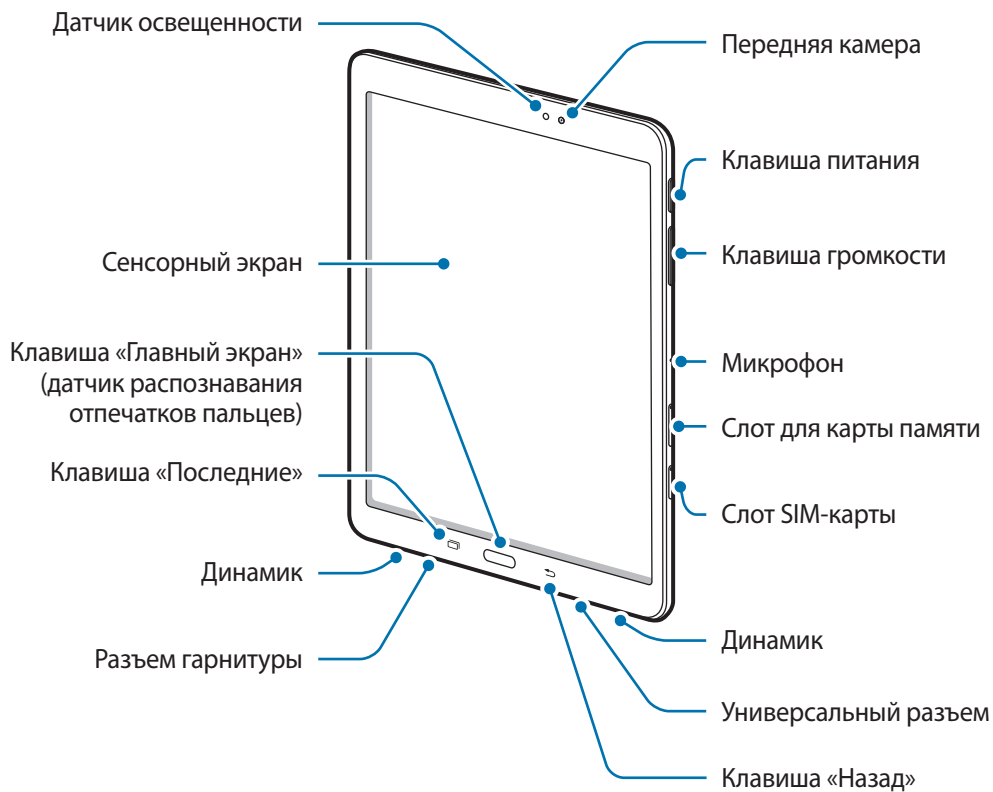 Датчик освещенности
Передняя камера
Клавиша питания
Сенсорный экран
Клавиша громкости
Клавиша «Главный экран»
(датчик распознавания
отпечатков пальцев)
Микрофон
Слот для карты памяти
Клавиша «Последние»
Слот SIM-карты
Динамик
Динамик
Разъем гарнитуры
Универсальный разъем
Клавиша «Назад»